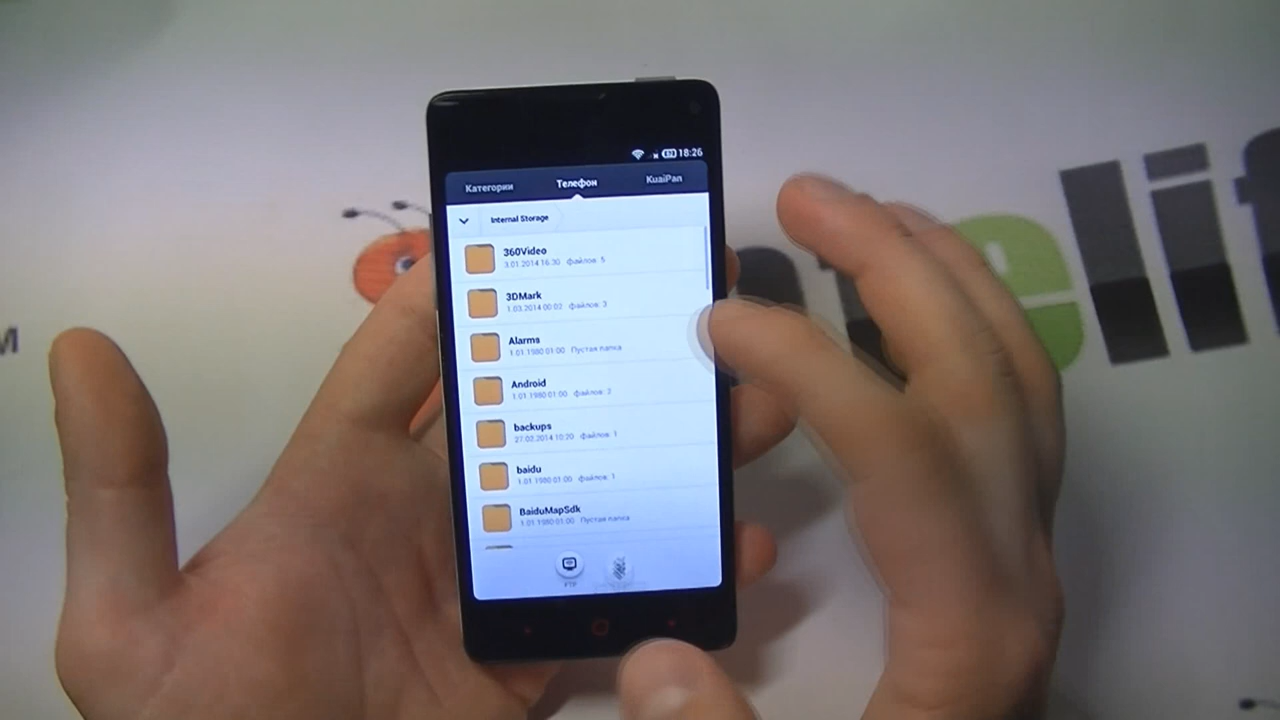 18:26
Категории Телефон KuaiPan
Internal Storage
360Video
3.01.2014 16:30 файлов: 5
3DMark
1.03.2014 00:02 файлов: 3
Alarms
1.01.1980 01:00 Пустая папка
Android
1.01.1980 01:00 файлов: 2
backups
27.02.2014 10:20 файлов: 1
baidu
1.01.1980 01:00 файлов: 1
BaiduMapSdk
1.01.1980 01:00 Пустая папка
FTP